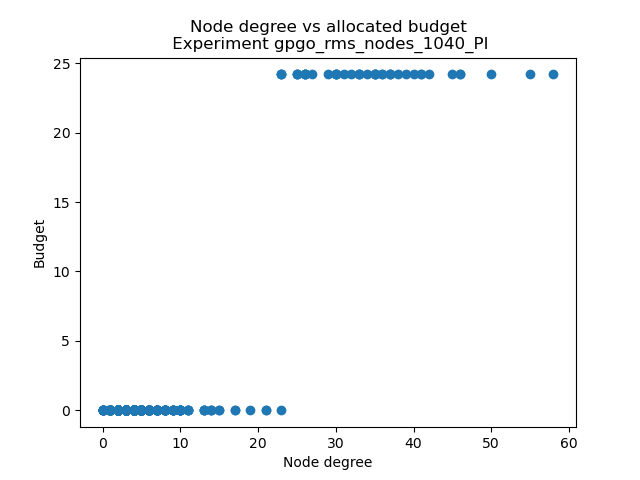 Node degree vs allocated budget
Experiment gpgo_rms_nodes_1040_PI
25
20
15
10
5
0
Budget
0 10 20 30 40 50 60
Node degree